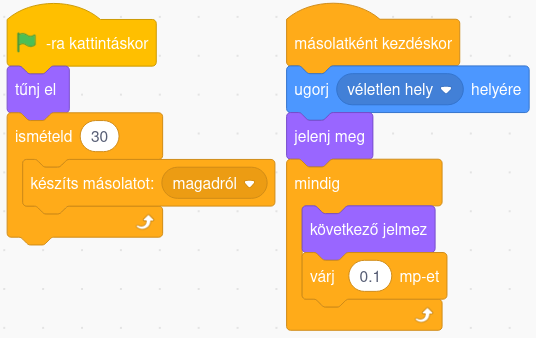 -ra kattintáskor
tűnj el
ismételd 30
készíts másolatot: magadról
másolatként kezdéskor
ugorj véletlen hely helyére
jelenj meg
mindig
következő jelmez
várj 0.1 mp-et